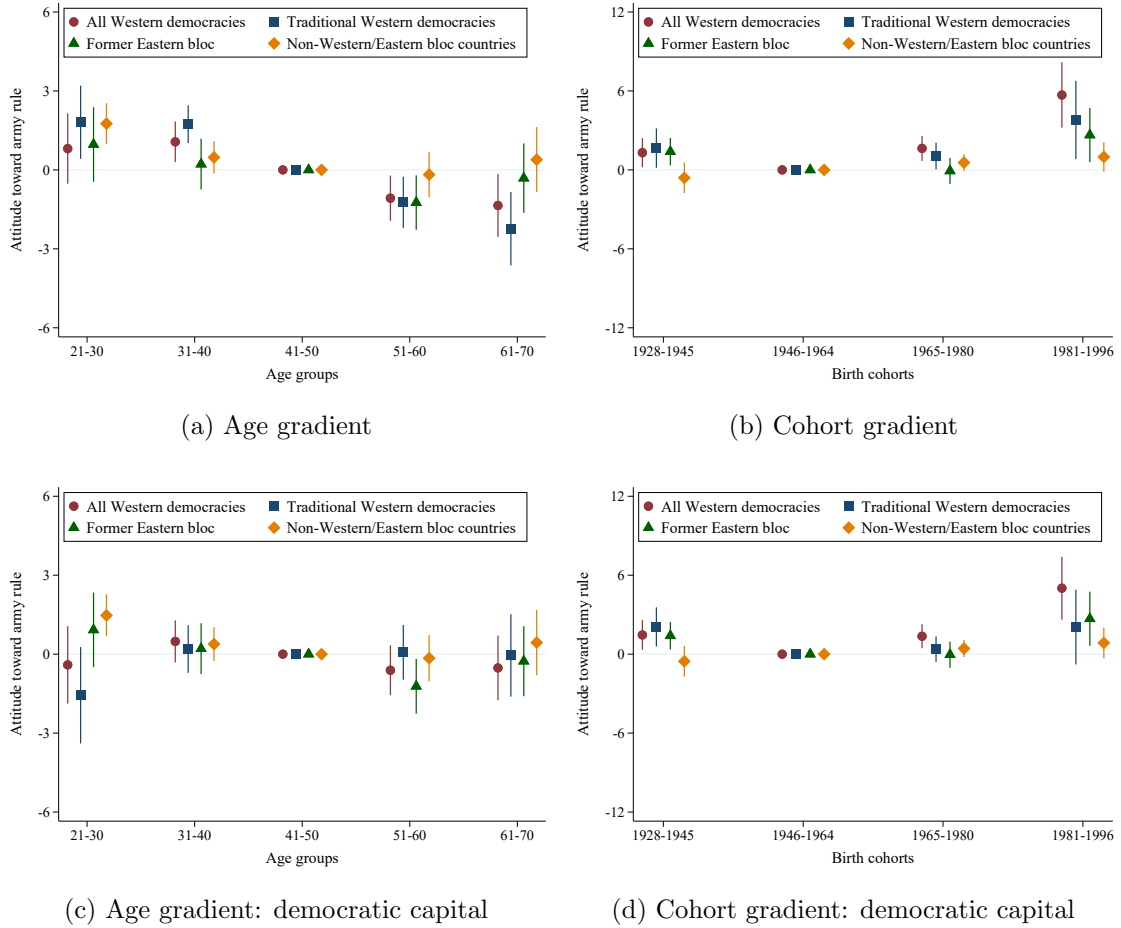 All Western democracies
Traditional Western democracies
Former Eastern bloc
Non-Western/Eastern bloc countries
Attitude toward army rule
6
3
0
-3
-6
21-30
31-40
41-50
51-60
61-70
Age groups
(a) Age gradient
All Western democracies
Traditional Western democracies
Former Eastern bloc
Non-Western/Eastern bloc countries
Attitude toward army rule
12
6
0
-6
-12
1928-1945
1946-1964
1965-1980
1981-1996
Birth cohorts
(b) Cohort gradient
All Western democracies
Traditional Western democracies
Former Eastern bloc
Non-Western/Eastern bloc countries
Attitude toward army rule
6
3
0
-3
-6
21-30
31-40
41-50
51-60
61-70
Age groups
(c) Age gradient: democratic capital
All Western democracies
Traditional Western democracies
Former Eastern bloc
Non-Western/Eastern bloc countries
Attitude toward army rule
12
6
0
-6
-12
1928-1945
1946-1964
1965-1980
1981-1996
Birth cohorts
(d) Cohort gradient: democratic capital